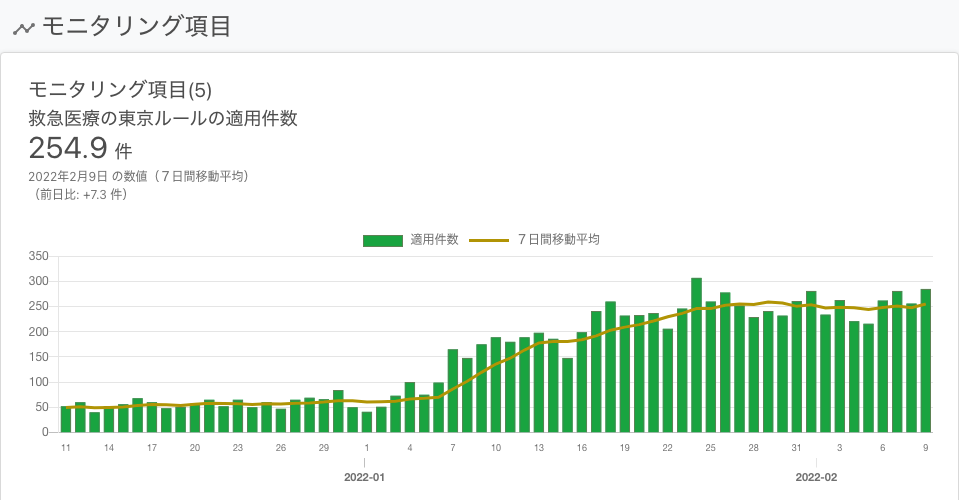 モニタリング項目
モニタリング項目(5)
救急医療の東京ルールの適用件数
254.9 件
2022年2月9日 の数値（７日間移動平均）
（前日比: +7.3 件）
適用件数 ７日間移動平均
350
300
250
200
150
100
50
0
11 14 17 20 23 26 29 1 4 7 10 13 16 19 22 25 28 31 3 6 9
2022-01 2022-02